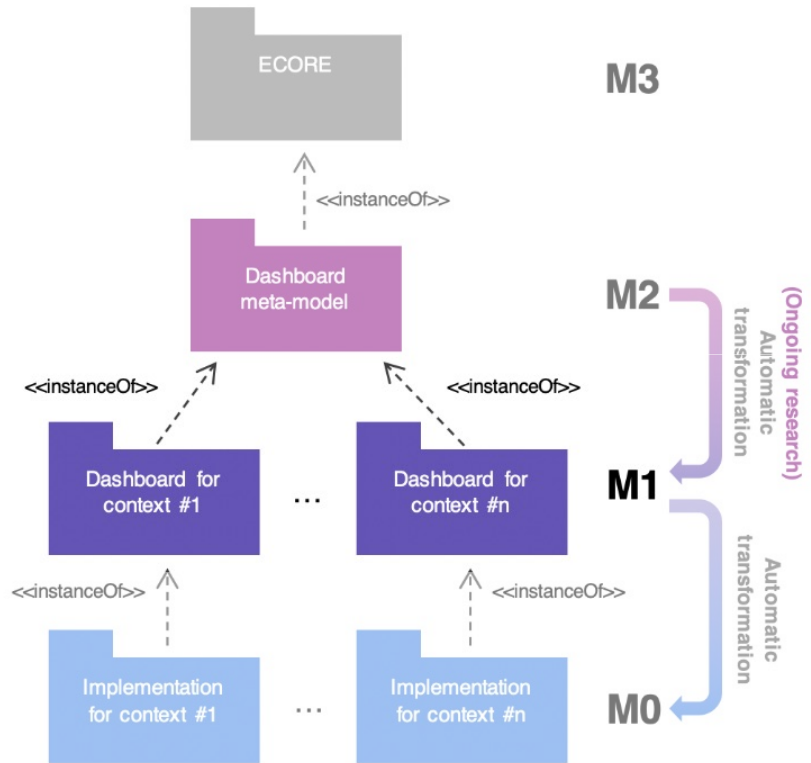 ECORE
M3
<<instanceOf>>
Dashboard
meta-model
M2
(Ongoing research)
Automatic
transformation
<<instanceOf>>
<<instanceOf>>
Dashboard for
context #1
...
Dashboard for
context #n
M1
<<instanceOf>>
<<instanceOf>>
Automatic
transformation
Implementation
for context #1
...
Implementation
for context #n
M0